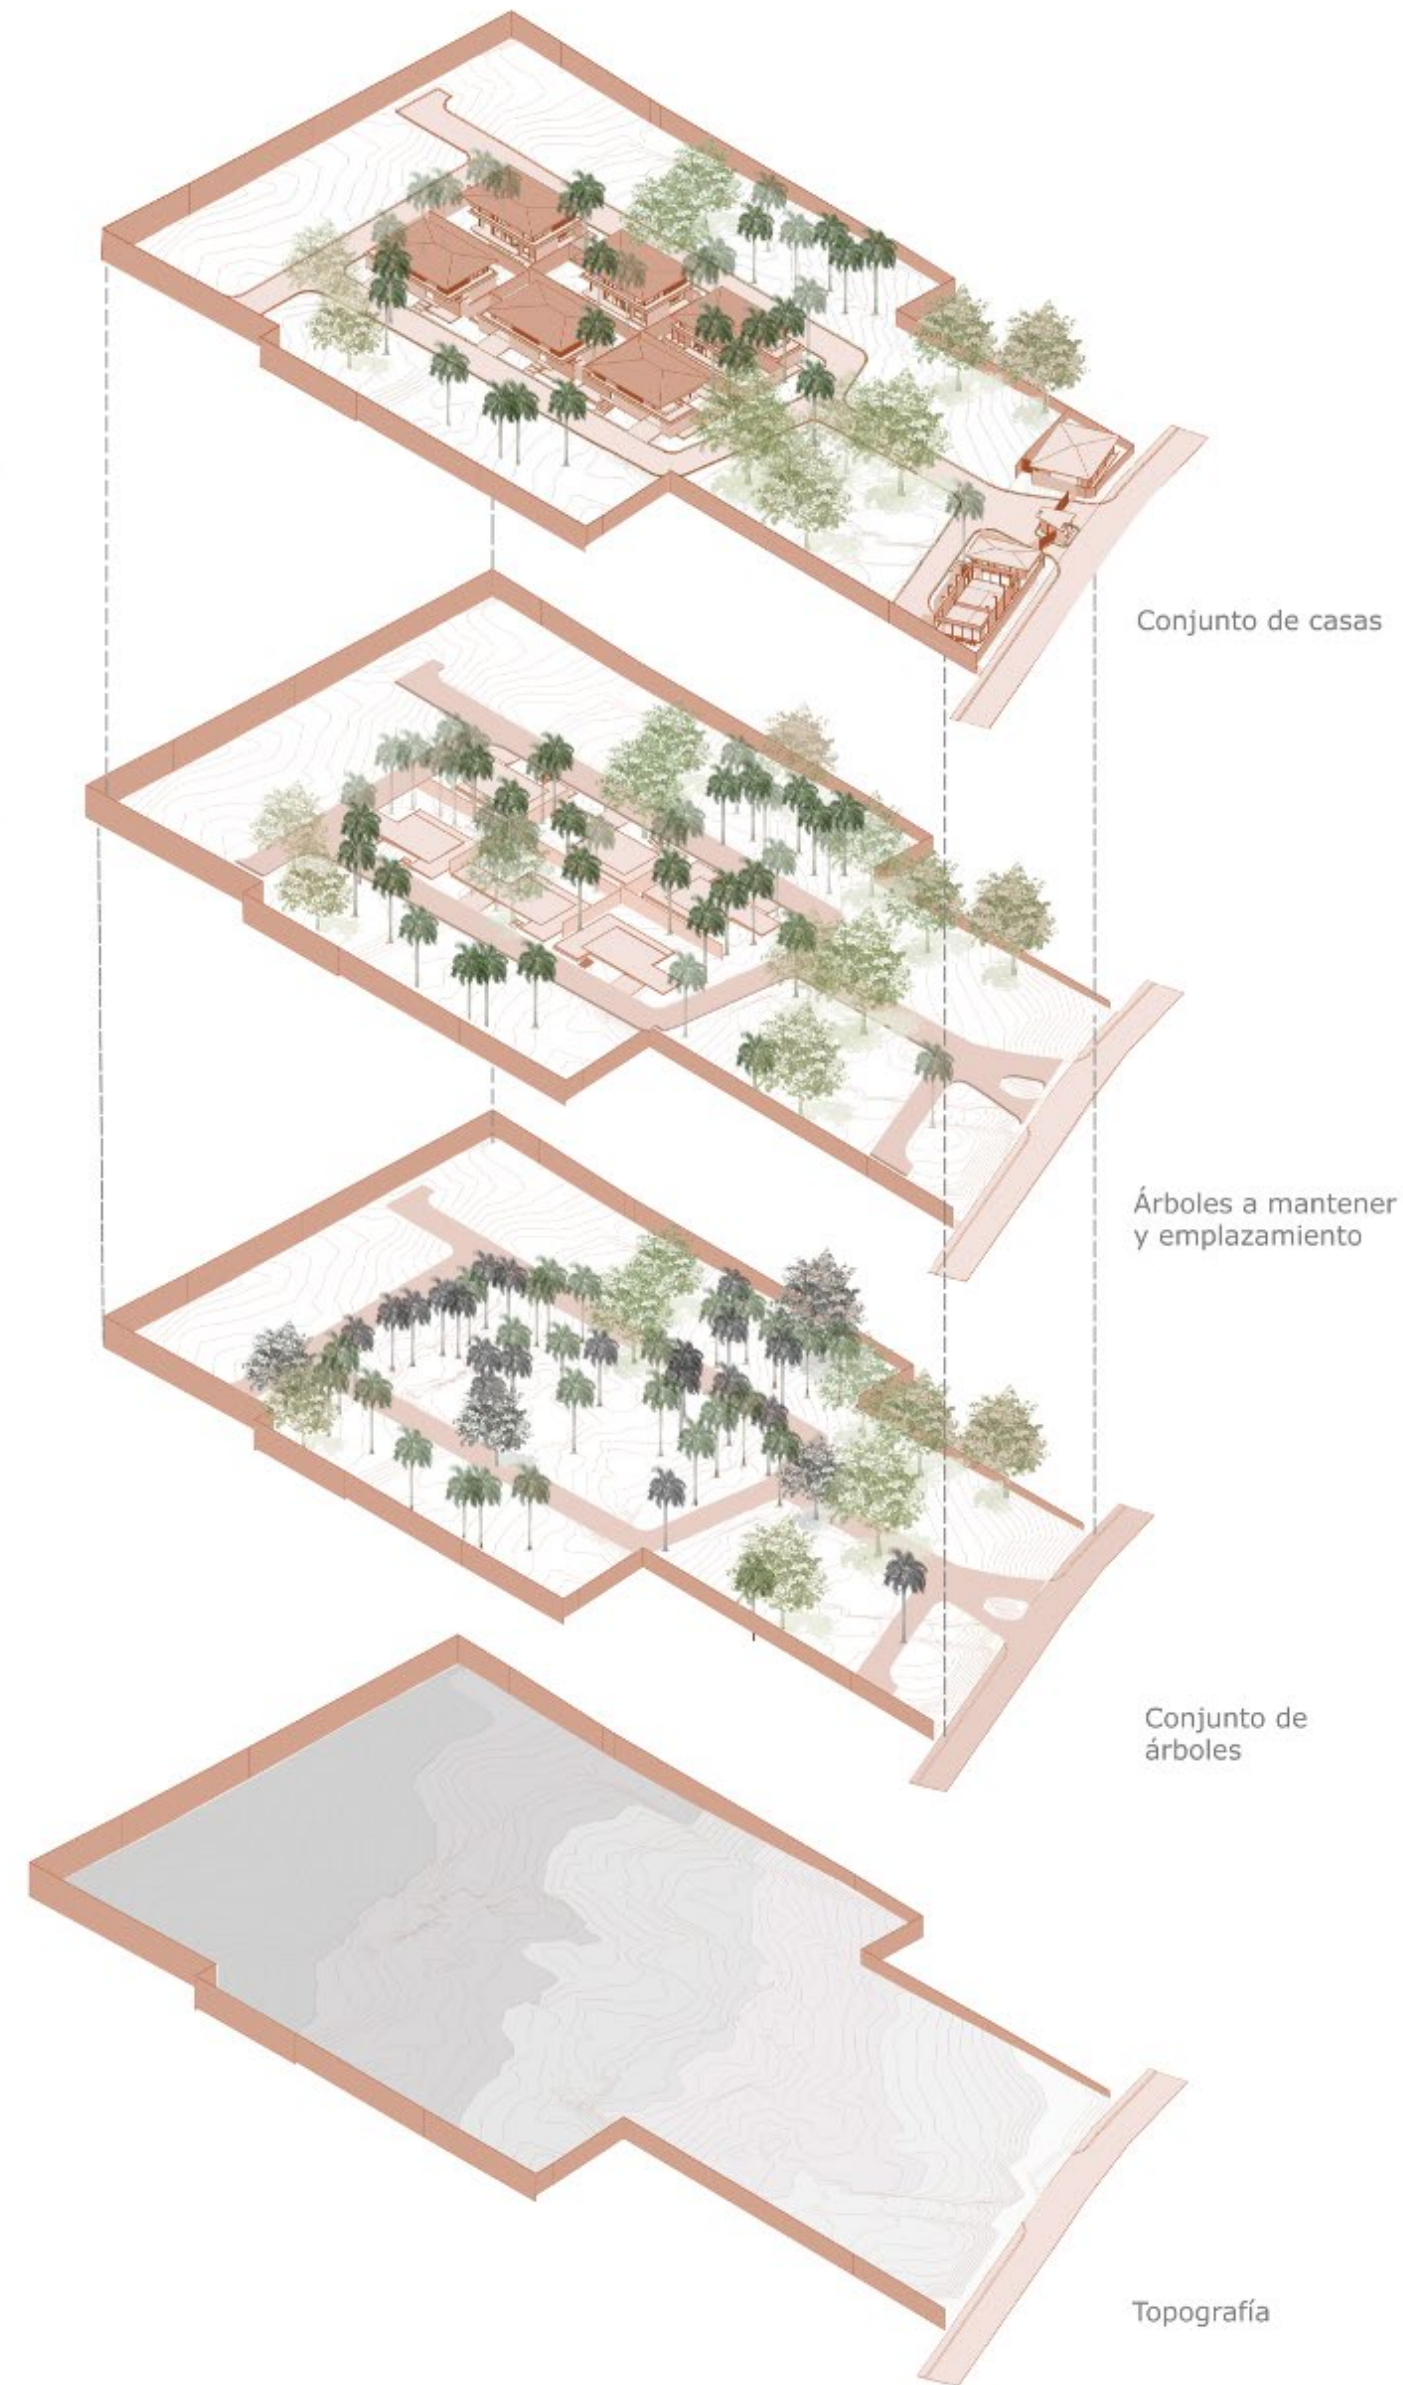 Conjunto de casas
Árboles a mantener
y emplazamiento
Conjunto de
árboles
Topografía